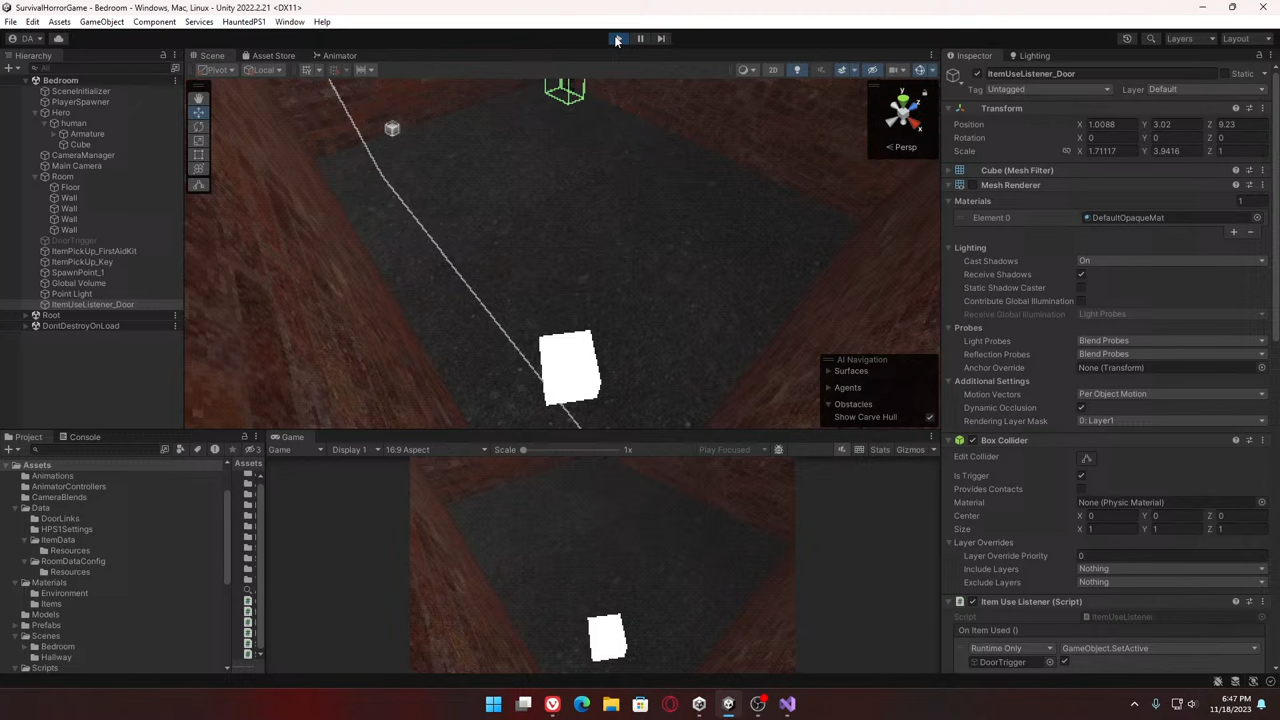 SurvivalHorrorGame - Bedroom - Windows, Mac, Linux - Unity 2022.2.21 <DX11>
File Edit Assets GameObject Component Services HauntedPS1 Window Help
DA Layers Layout
Hierarchy Scene Asset Store Animator Inspector Lighting
All Pivot Local 2D
ItemUseListener_Door Static
Tag Untagged Layer Default
Bedroom
SceneInitializer
PlayerSpawner
Hero
human
Armature
Cube
CameraManager
Main Camera
Room
Floor
Wall
Wall
Wall
Wall
DoorTrigger
ItemPickUp_FirstAidKit
ItemPickUp_Key
SpawnPoint_1
Global Volume
Point Light
ItemUseListener_Door
Root
DontDestroyOnLoad
y
z
x
Persp
AI Navigation
Surfaces
Agents
Obstacles
Show Carve Hull
Transform
Position X 1.0088 Y 3.02 Z 9.23
Rotation X 0 Y 0 Z 0
Scale X 1.71117 Y 3.9416 Z 1
Cube (Mesh Filter)
Mesh Renderer
Materials 1
Element 0 DefaultOpaqueMat
Lighting
Cast Shadows On
Receive Shadows
Static Shadow Caster
Contribute Global Illumination
Receive Global Illumination Light Probes
Probes
Light Probes Blend Probes
Reflection Probes Blend Probes
Anchor Override None (Transform)
Additional Settings
Motion Vectors Per Object Motion
Dynamic Occlusion
Rendering Layer Mask 0: Layer1
Box Collider
Edit Collider
Is Trigger
Provides Contacts
Material None (Physic Material)
Center X 0 Y 0 Z 0
Size X 1 Y 1 Z 1
Layer Overrides
Layer Override Priority 0
Include Layers Nothing
Exclude Layers Nothing
Item Use Listener (Script)
Script ItemUseListener
On Item Used ()
Runtime Only GameObject.SetActive
DoorTrigger
Project Console
3
Assets
Animations
AnimatorControllers
CameraBlends
Data
DoorLinks
HPS1Settings
ItemData
Resources
RoomDataConfig
Resources
Materials
Environment
Items
Models
Prefabs
Scenes
Bedroom
Hallway
Scripts
Assets
Game
Game Display 1 16:9 Aspect Scale 1x Play Focused Stats Gizmos
6:47 PM
11/18/2023